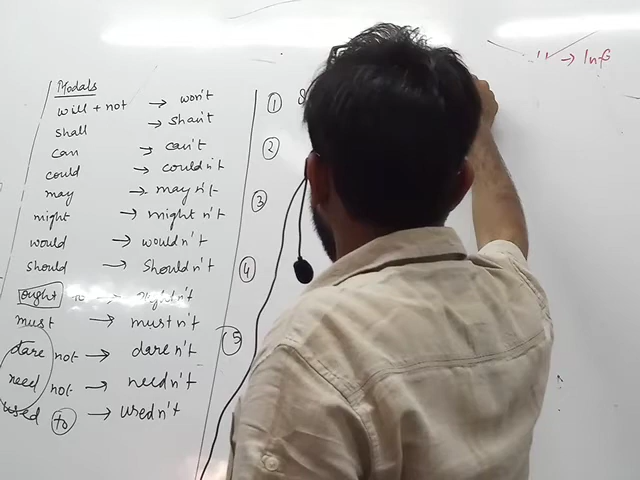 Modals
will + not → won't
shall → shan't
can → can't
could → couldn't
may → mayn't
might → mightn't
would → wouldn't
should → shouldn't
ought →
must → mustn't
dare not → daren't
need not → needn't
used to → usedn't
1
2
3
4
5
" → Inf